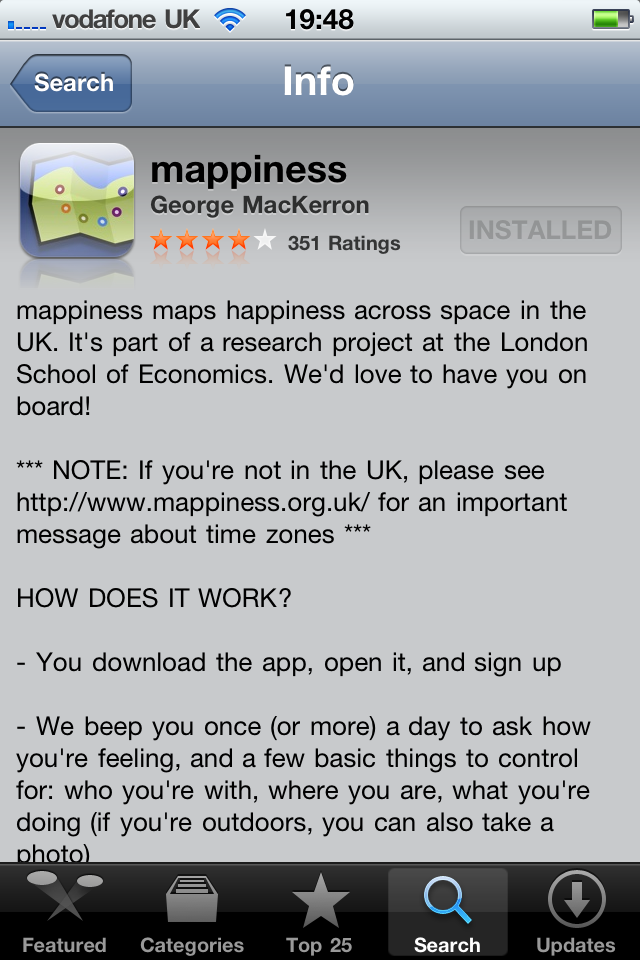 vodafone UK 19:48
Search Info
mappiness
George MacKerron
351 Ratings
INSTALLED
mappiness maps happiness across space in the
UK. It's part of a research project at the London
School of Economics. We'd love to have you on
board!
*** NOTE: If you're not in the UK, please see
http://www.mappiness.org.uk/ for an important
message about time zones ***
HOW DOES IT WORK?
- You download the app, open it, and sign up
- We beep you once (or more) a day to ask how
you're feeling, and a few basic things to control
for: who you're with, where you are, what you're
doing (if you're outdoors, you can also take a
photo)
Featured Categories Top 25 Search Updates